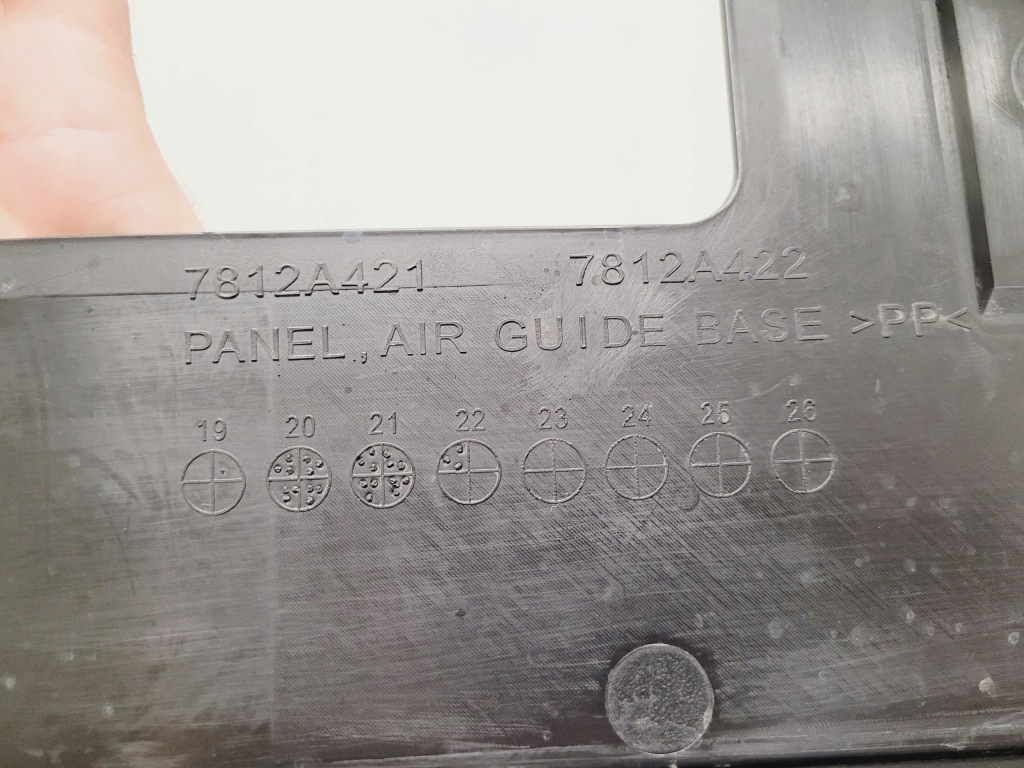 7812A421 7812A422
PANEL, AIR GUIDE BASE >PP<
19 20 21 22 23 24 25 26